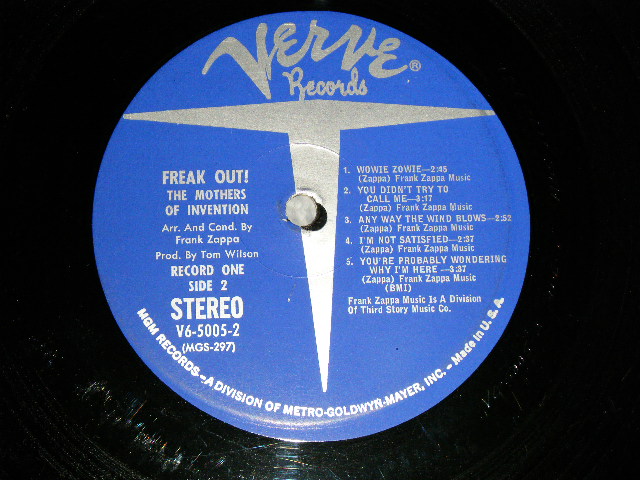 VERVE®
Records
FREAK OUT!
THE MOTHERS
OF INVENTION
Arr. And Cond. By
Frank Zappa
Prod. By Tom Wilson
RECORD ONE
SIDE 2
STEREO
V6-5005-2
(MGS-297)
1. WOWIE ZOWIE—2:45
(Zappa) Frank Zappa Music
2. YOU DIDN'T TRY TO
CALL ME—3:17
(Zappa) Frank Zappa Music
3. ANY WAY THE WIND BLOWS—2:52
(Zappa) Frank Zappa Music
4. I'M NOT SATISFIED—2:37
(Zappa) Frank Zappa Music
5. YOU'RE PROBABLY WONDERING
WHY I'M HERE—3:37
(Zappa) Frank Zappa Music
(BMI)
Frank Zappa Music Is A Division
Of Third Story Music Co.
MGM RECORDS—A DIVISION OF METRO-GOLDWYN-MAYER, INC. – Made in U.S.A.